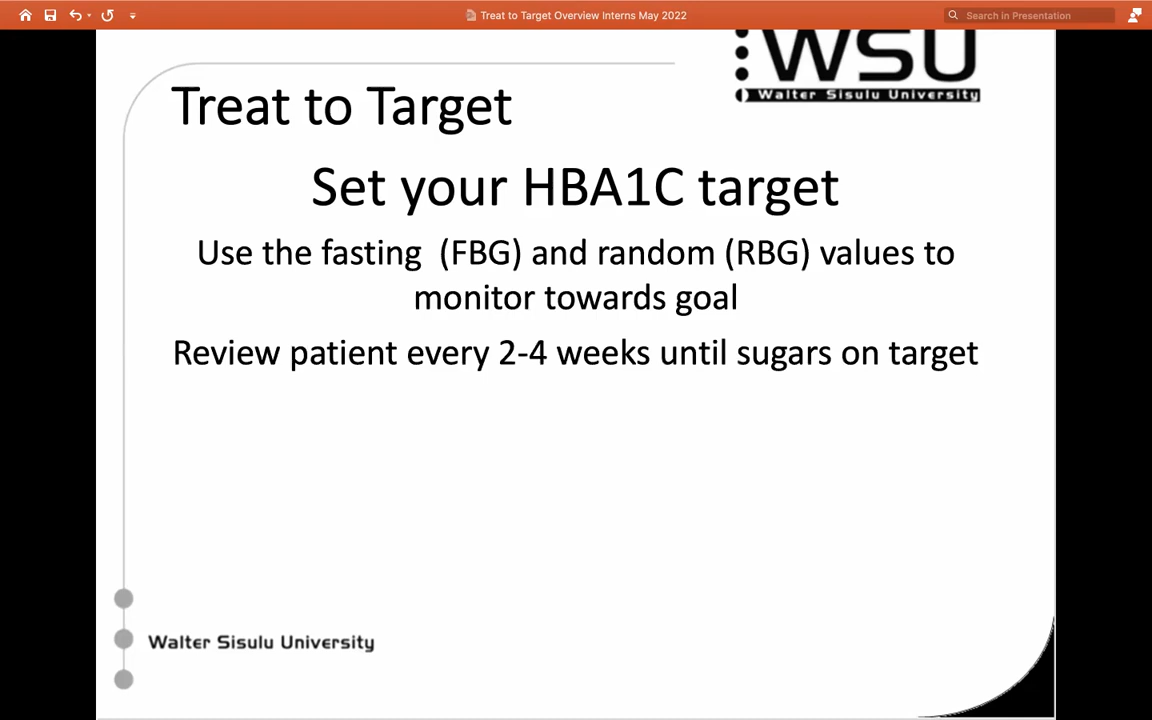 Treat to Target Overview Interns May 2022
Search in Presentation
WSU
Walter Sisulu University
Treat to Target
Set your HBA1C target
Use the fasting  (FBG) and random (RBG) values to
monitor towards goal
Review patient every 2-4 weeks until sugars on target
Walter Sisulu University